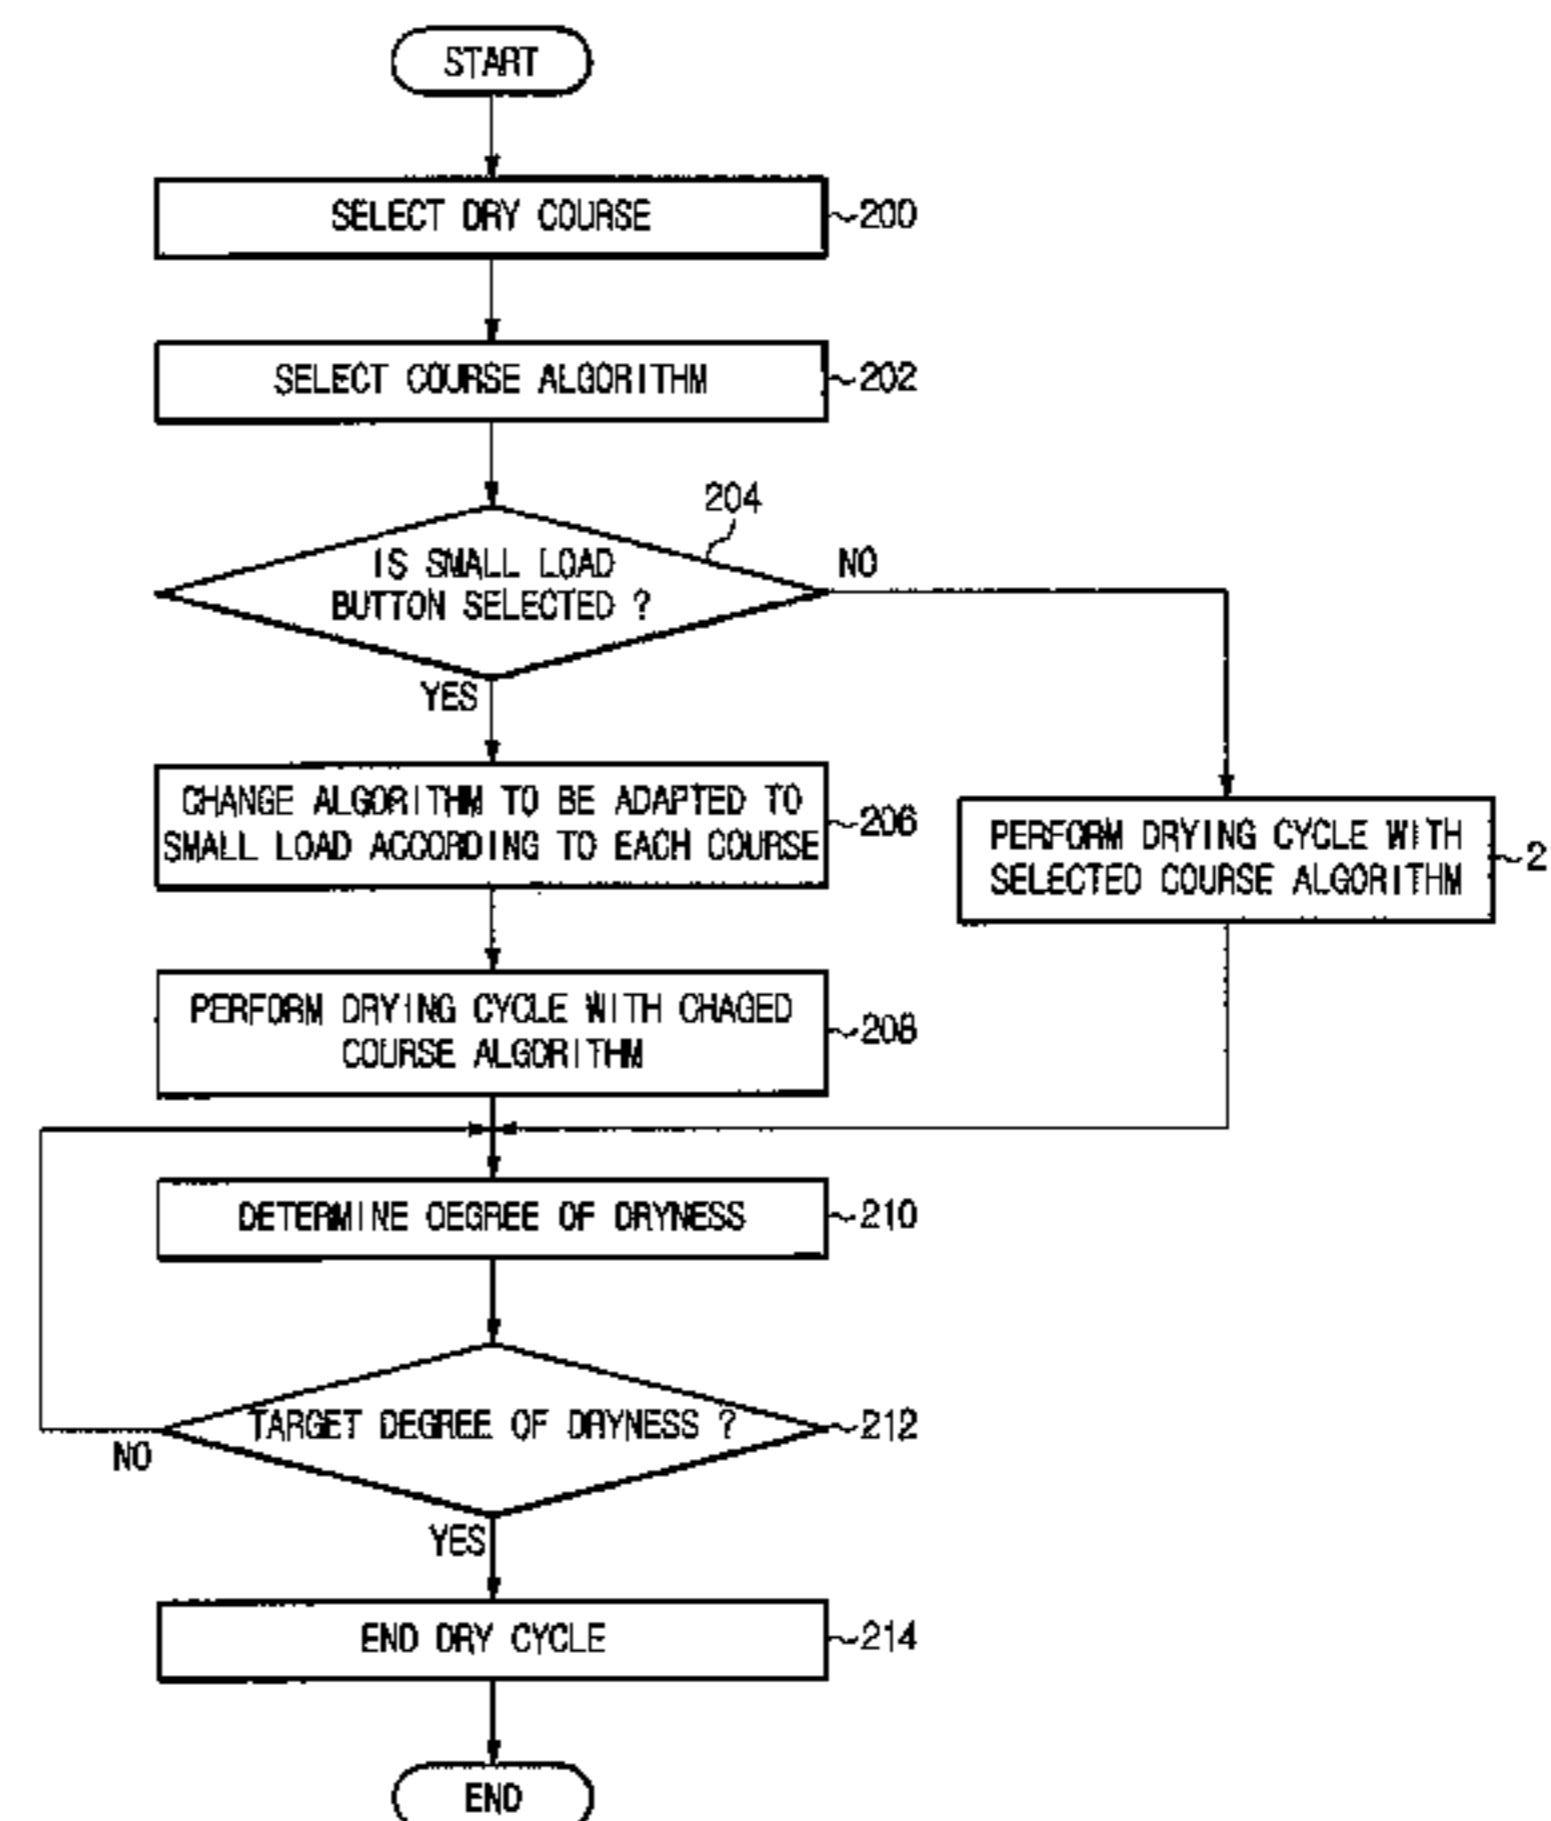 START
SELECT DRY COURSE
200
SELECT COURSE ALGORITHM
202
204
IS SMALL LOAD
BUTTON SELECTED ?
NO
YES
CHANGE ALGORITHM TO BE ADAPTED TO
SMALL LOAD ACCORDING TO EACH COURSE
206
PERFORM DRYING CYCLE WITH
SELECTED COURSE ALGORITHM
2
PERFORM DRYING CYCLE WITH CHAGED
COURSE ALGORITHM
208
DETERMINE DEGREE OF DRYNESS
210
TARGET DEGREE OF DRYNESS ?
212
NO
YES
END DRY CYCLE
214
END